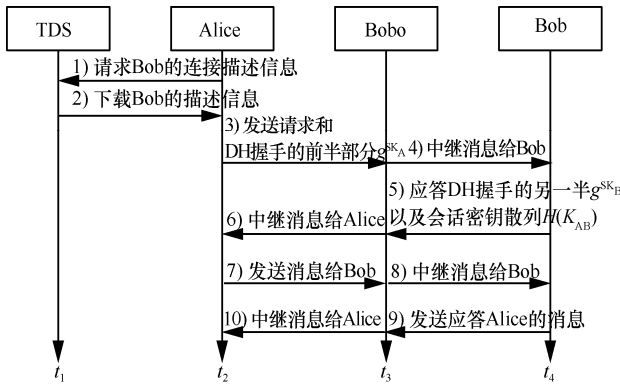 TDS
Alice
Bobo
Bob
1) 请求Bob的连接描述信息
2) 下载Bob的描述信息
3) 发送请求和
DH握手的前半部分g^SK_A
4) 中继消息给Bob
5) 应答DH握手的另一半g^SK_B
以及会话密钥散列H(K_AB)
6) 中继消息给Alice
7) 发送消息给Bob
8) 中继消息给Bob
9) 发送应答Alice的消息
10) 中继消息给Alice
t_1
t_2
t_3
t_4